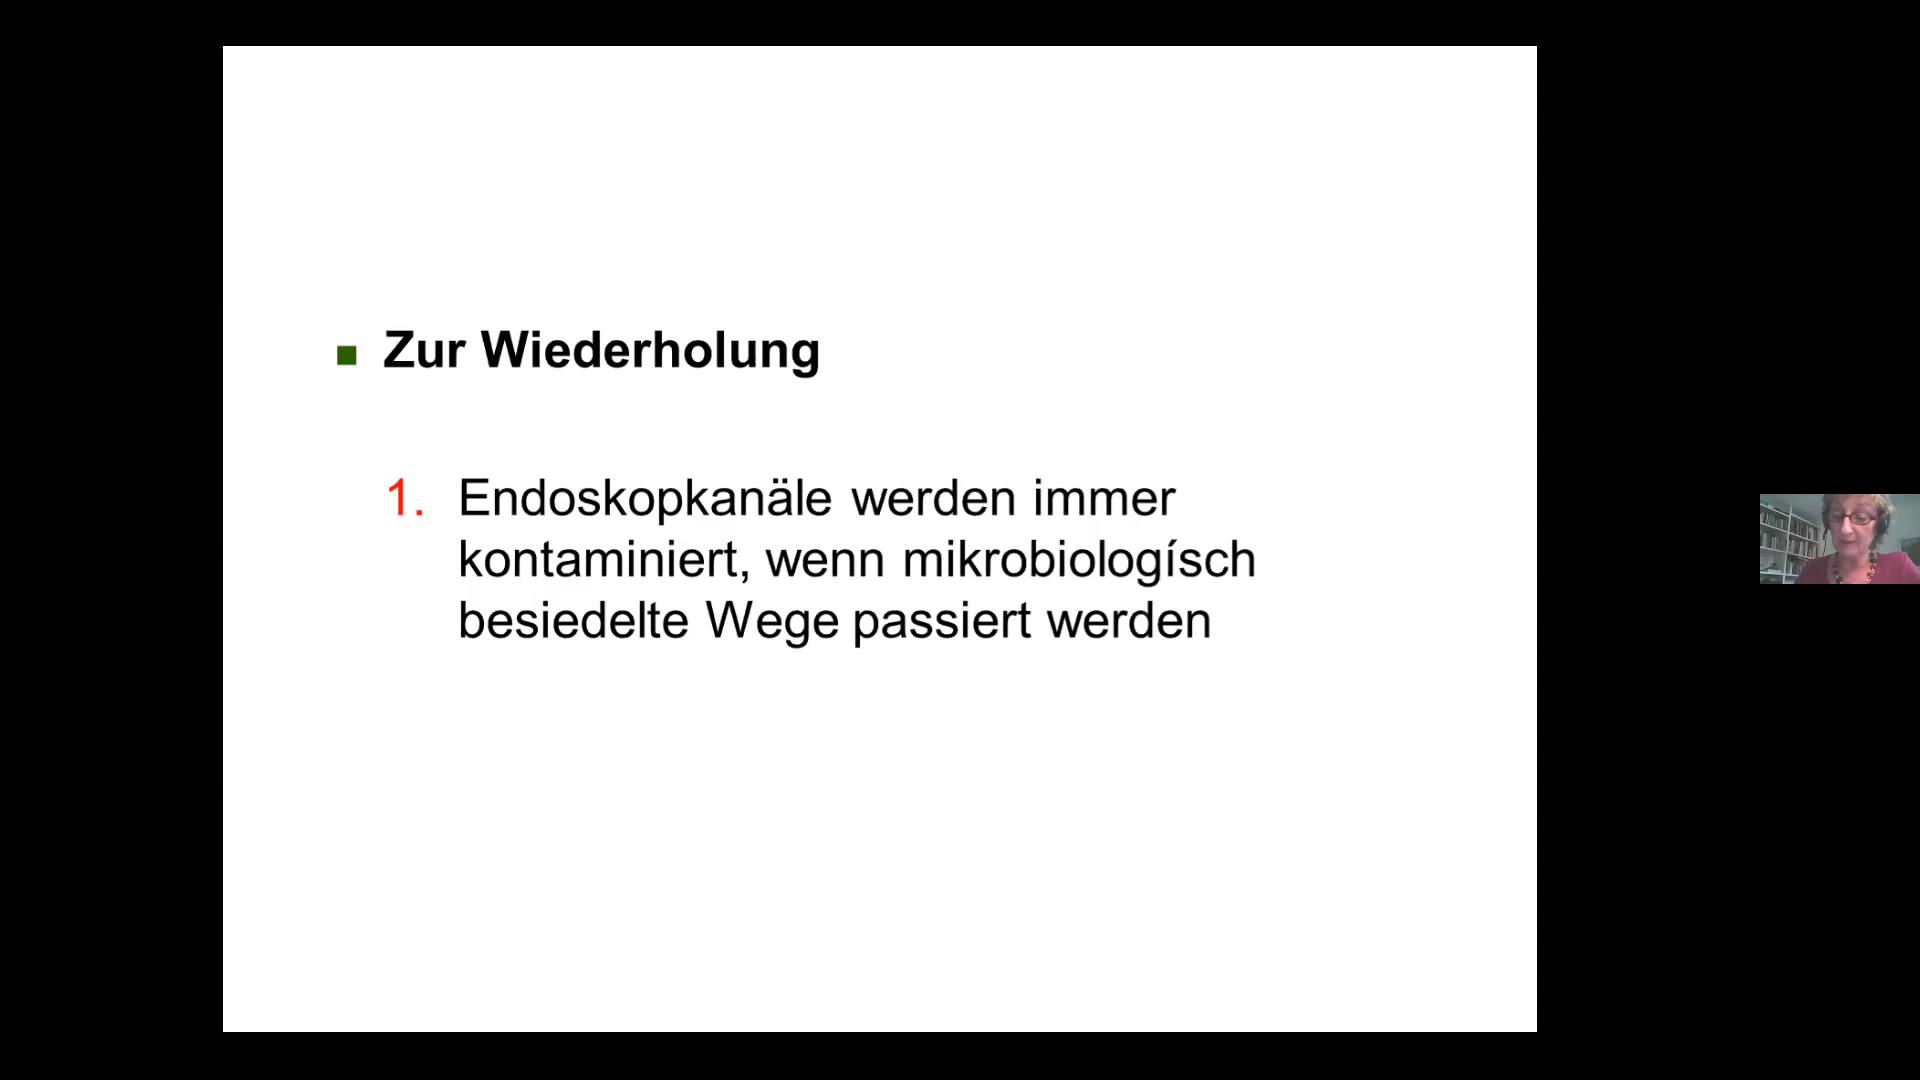 Zur Wiederholung
1. Endoskopkanäle werden immer
kontaminiert, wenn mikrobiologísch
besiedelte Wege passiert werden